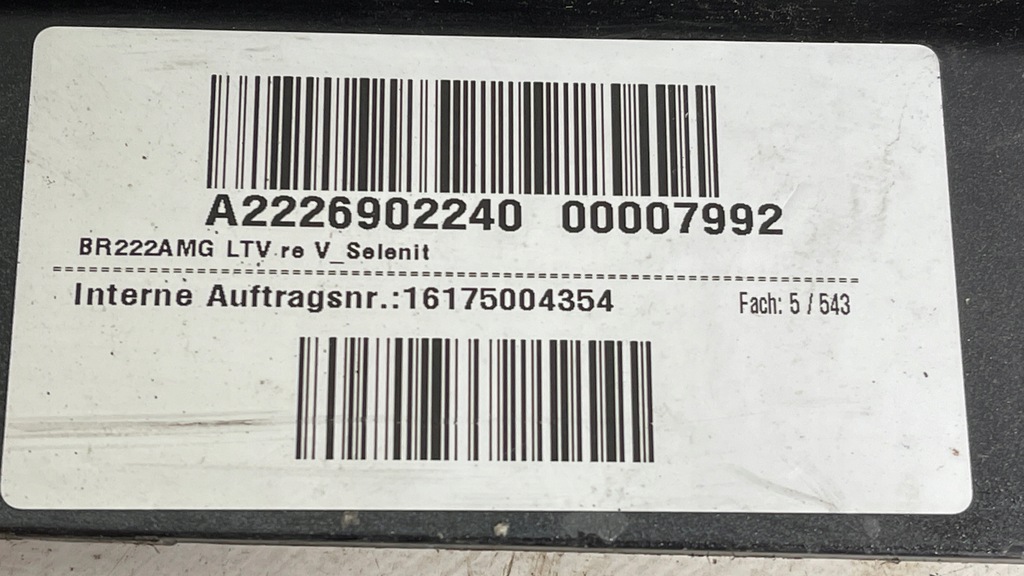 A2226902240 00007992
BR222AMG LTV re V_Selenit
Interne Auftragsnr.:16175004354 Fach: 5 / 543